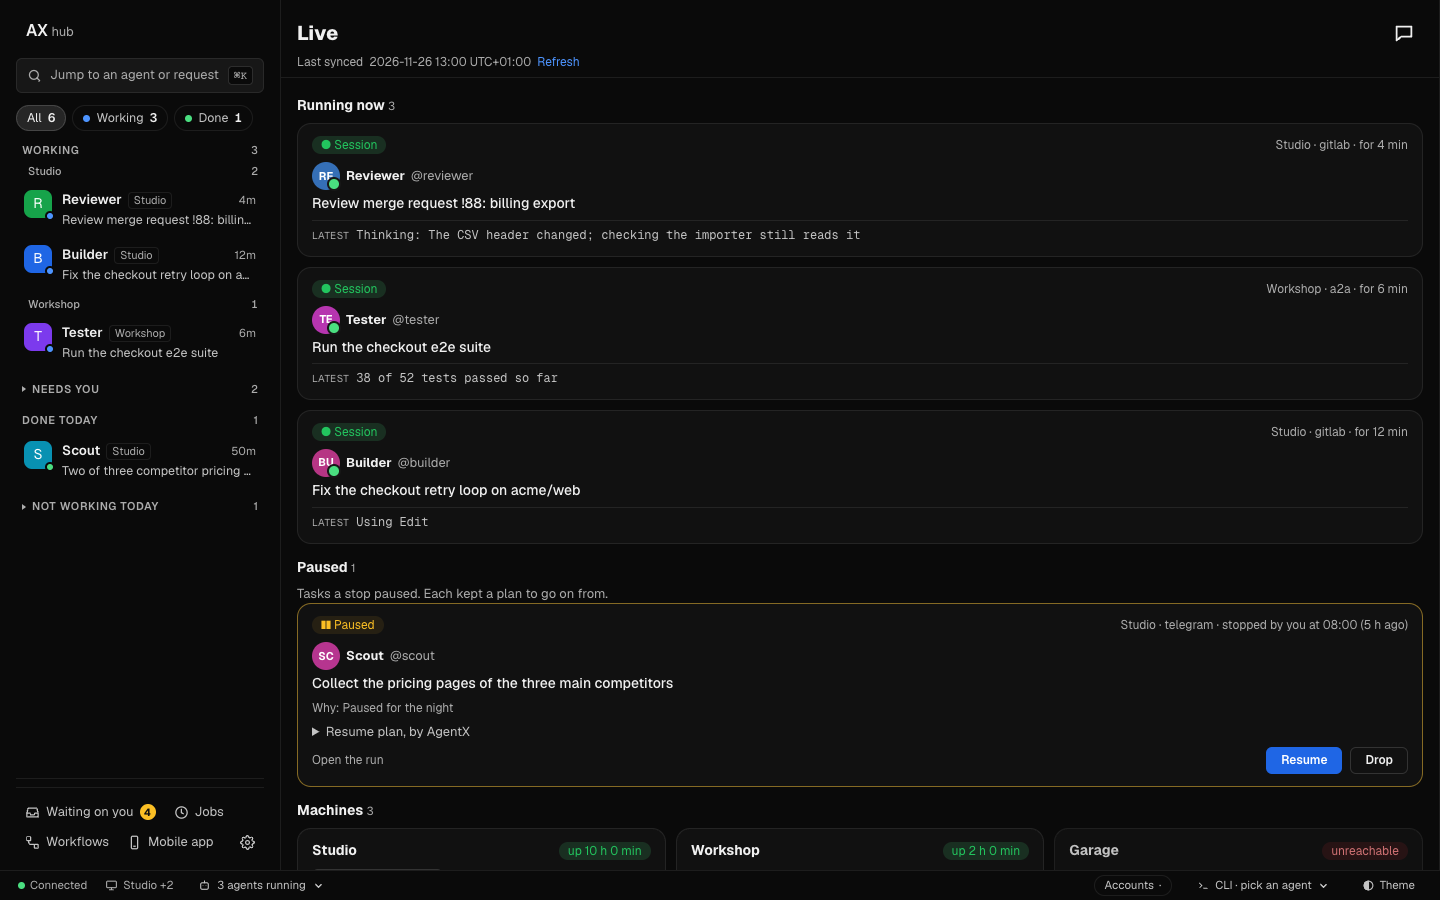 AX hub
Jump to an agent or request ⌘K
All 6
Working 3
Done 1
WORKING 3
Studio 2
R
Reviewer Studio 4m
Review merge request !88: billin…
B
Builder Studio 12m
Fix the checkout retry loop on a…
Workshop 1
T
Tester Workshop 6m
Run the checkout e2e suite
NEEDS YOU 2
DONE TODAY 1
S
Scout Studio 50m
Two of three competitor pricing …
NOT WORKING TODAY 1
Waiting on you 4
Jobs
Workflows
Mobile app
Live
Last synced 2026-11-26 13:00 UTC+01:00 Refresh
Running now 3
Session
Studio · gitlab · for 4 min
RE
Reviewer @reviewer
Review merge request !88: billing export
LATEST Thinking: The CSV header changed; checking the importer still reads it
Session
Workshop · a2a · for 6 min
TE
Tester @tester
Run the checkout e2e suite
LATEST 38 of 52 tests passed so far
Session
Studio · gitlab · for 12 min
BU
Builder @builder
Fix the checkout retry loop on acme/web
LATEST Using Edit
Paused 1
Tasks a stop paused. Each kept a plan to go on from.
Paused
Studio · telegram · stopped by you at 08:00 (5 h ago)
SC
Scout @scout
Collect the pricing pages of the three main competitors
Why: Paused for the night
Resume plan, by AgentX
Open the run
Resume
Drop
Machines 3
Studio up 10 h 0 min
Workshop up 2 h 0 min
Garage unreachable
Connected
Studio +2
3 agents running
Accounts ·
CLI · pick an agent
Theme